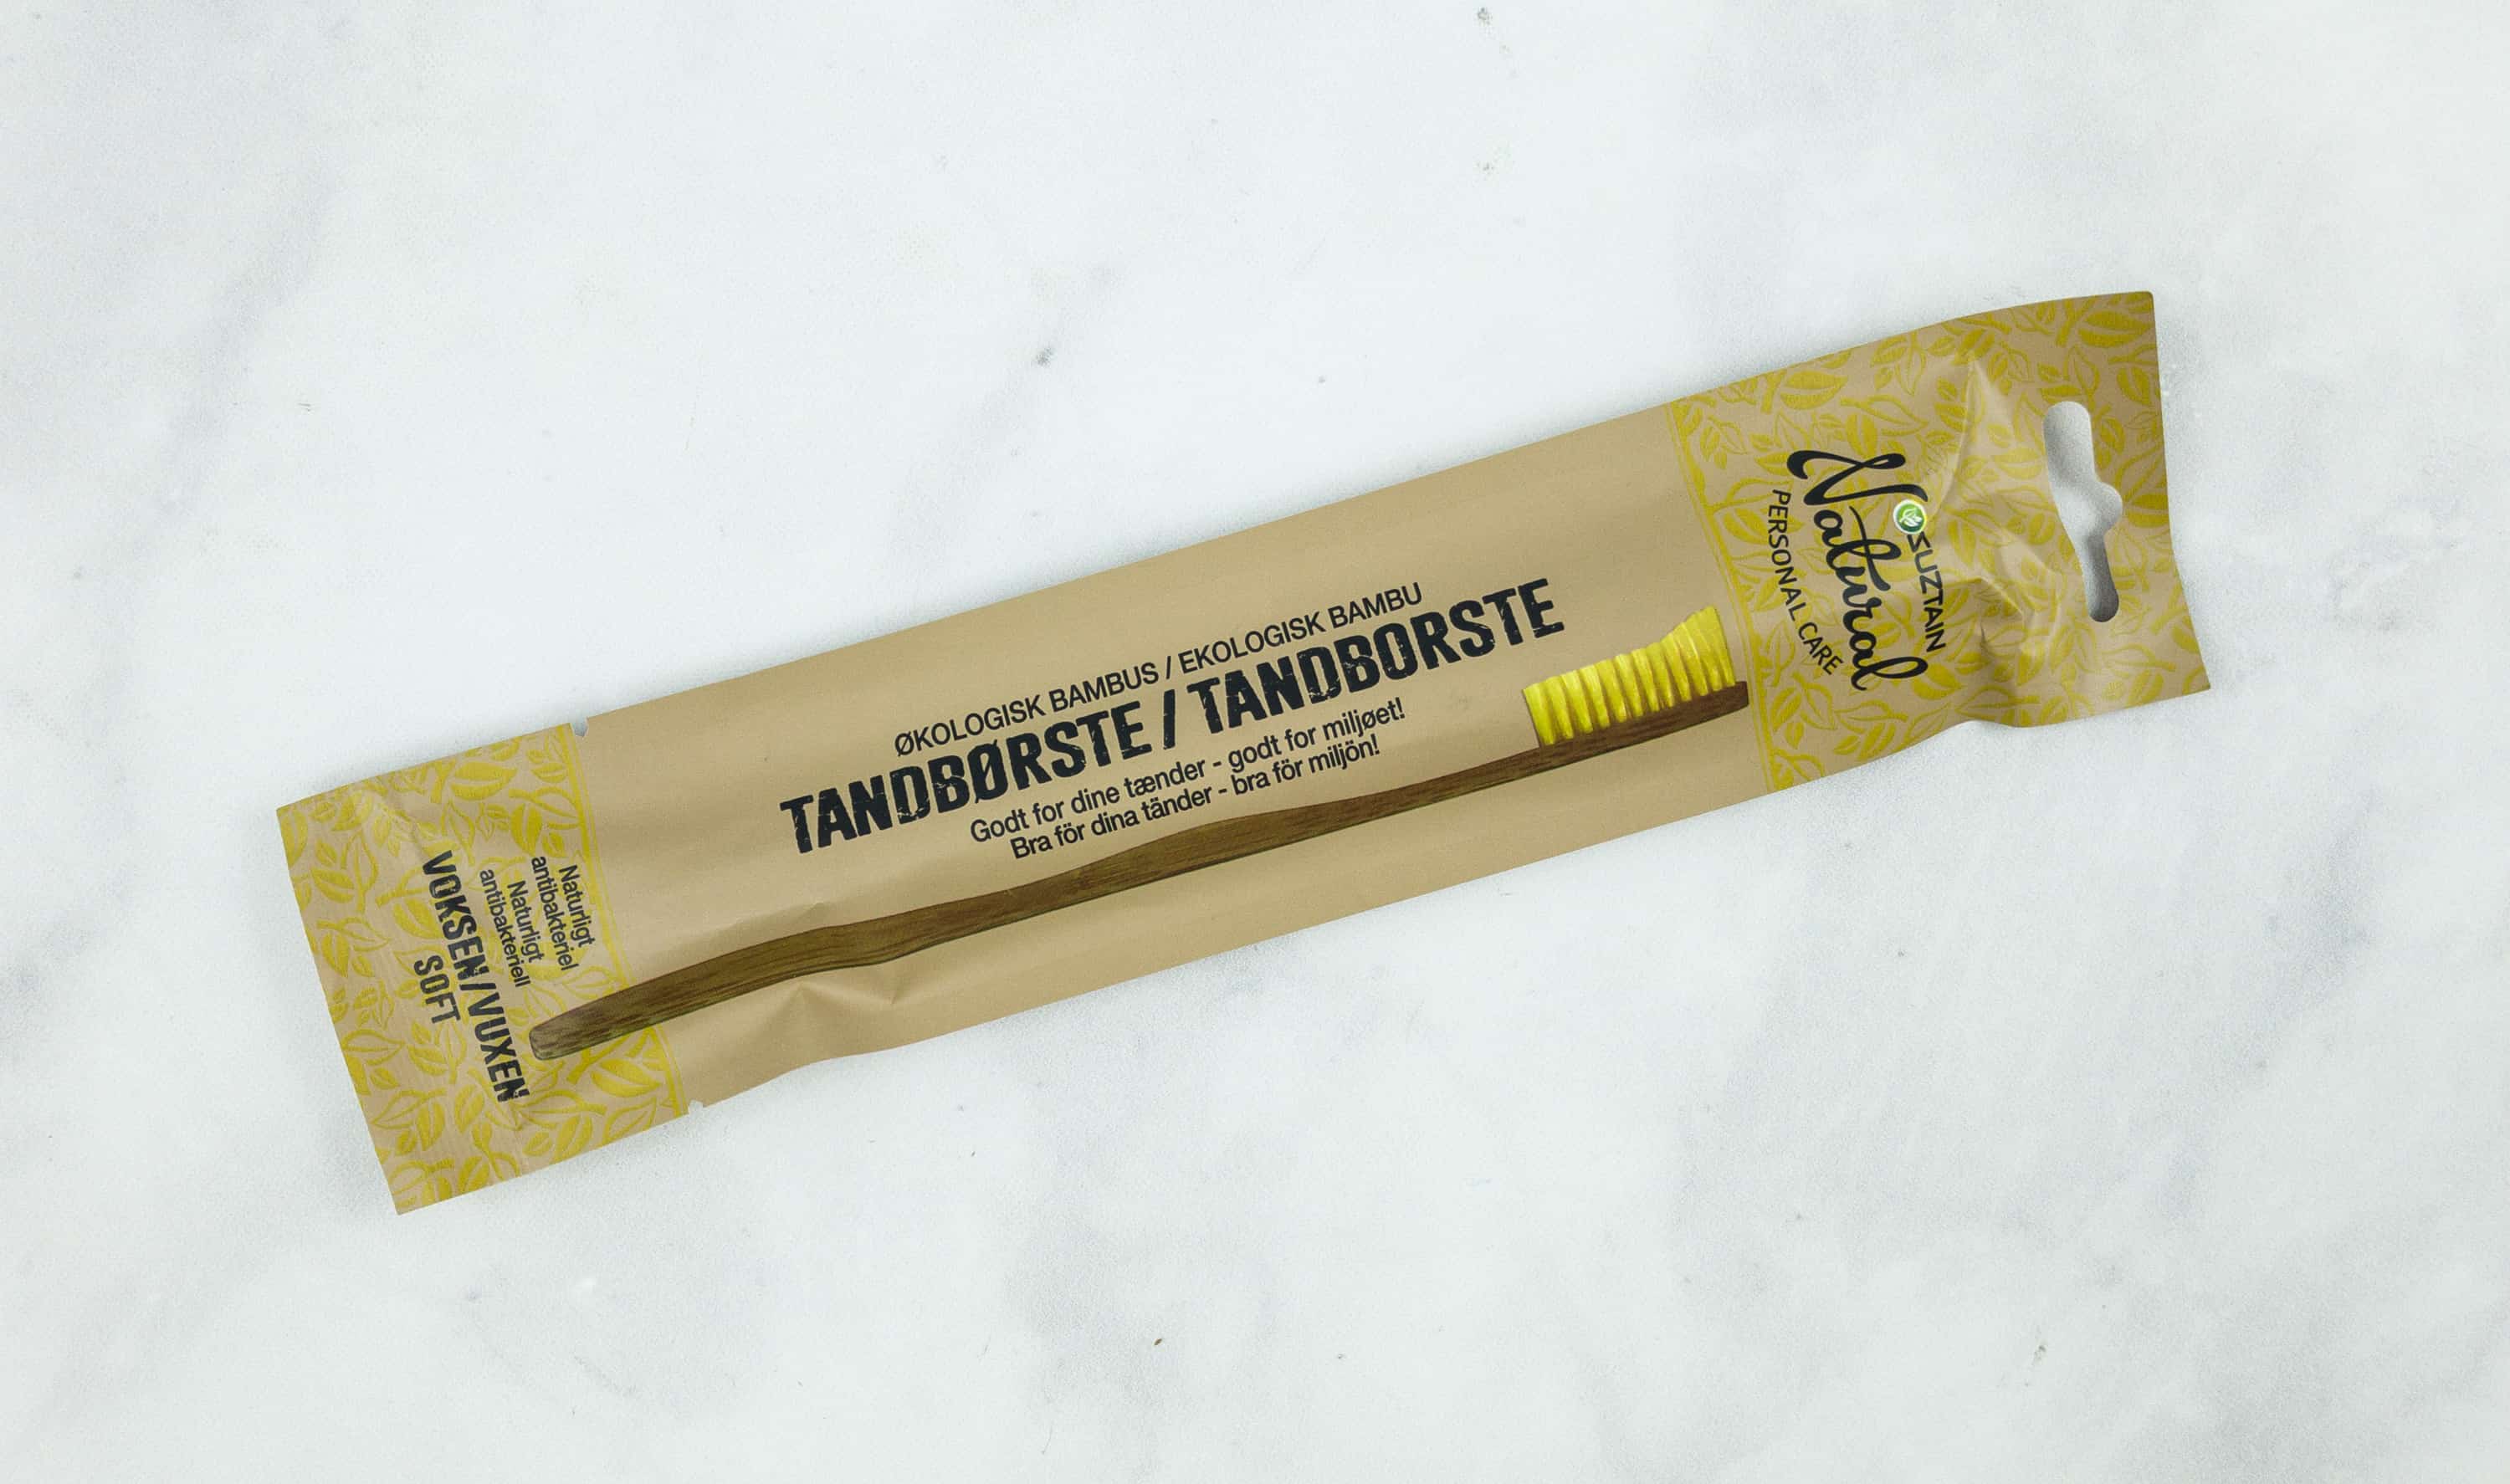 ØKOLOGISK BAMBUS / EKOLOGISK BAMBU
TANDBØRSTE / TANDBORSTE
Godt for dine tænder - godt for miljøet!
Bra för dina tänder - bra för miljön!
SUZTAIN
Natural
PERSONAL CARE
Naturligt
antibakteriel
Naturligt
antibakteriell
VOKSEN/VUXEN
SOFT